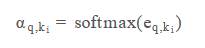 α_{q,k_i} = softmax(e_{q,k_i})